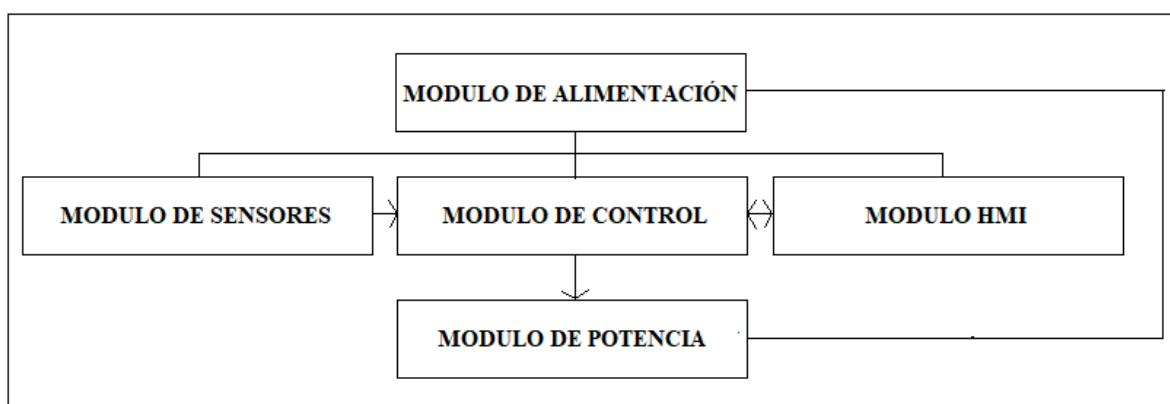 MODULO DE ALIMENTACIÓN
MODULO DE SENSORES
MODULO DE CONTROL
MODULO HMI
MODULO DE POTENCIA